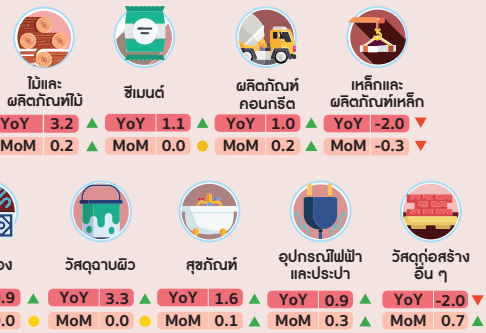 ไม้และ
ผลิตภัณฑ์ไม้
YoY 3.2
MoM 0.2
ซีเมนต์
YoY 1.1
MoM 0.0
ผลิตภัณฑ์
คอนกรีต
YoY 1.0
MoM 0.2
เหล็กและ
ผลิตภัณฑ์เหล็ก
YoY -2.0
MoM -0.3
วัสดุฉาบผิว
YoY 3.3
MoM 0.0
สุขภัณฑ์
YoY 1.6
MoM 0.1
อุปกรณ์ไฟฟ้า
และประปา
YoY 0.9
MoM 0.3
วัสดุก่อสร้าง
อื่น ๆ
YoY -2.0
MoM 0.7